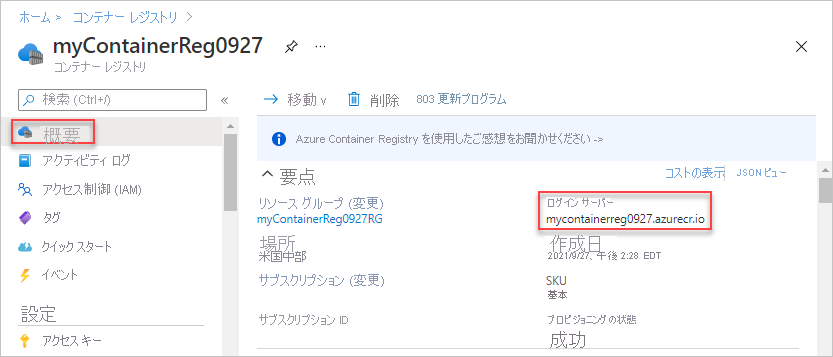 ホーム > コンテナー レジストリ >
myContainerReg0927
...
コンテナー レジストリ
検索 (Ctrl+/)
«
移動 ∨
削除
803 更新プログラム
概要
アクティビティ ログ
アクセス制御 (IAM)
タグ
クイック スタート
イベント
設定
アクセス キー
Azure Container Registry を使用したご感想をお聞かせください ->
要点
コストの表示
JSON ビュー
リソース グループ (変更)
myContainerReg0927RG
ログイン サーバー
mycontainerreg0927.azurecr.io
場所
米国中部
作成日
2021/9/27、午後 2:28 EDT
サブスクリプション (変更)
SKU
基本
サブスクリプション ID
プロビジョニングの状態
成功